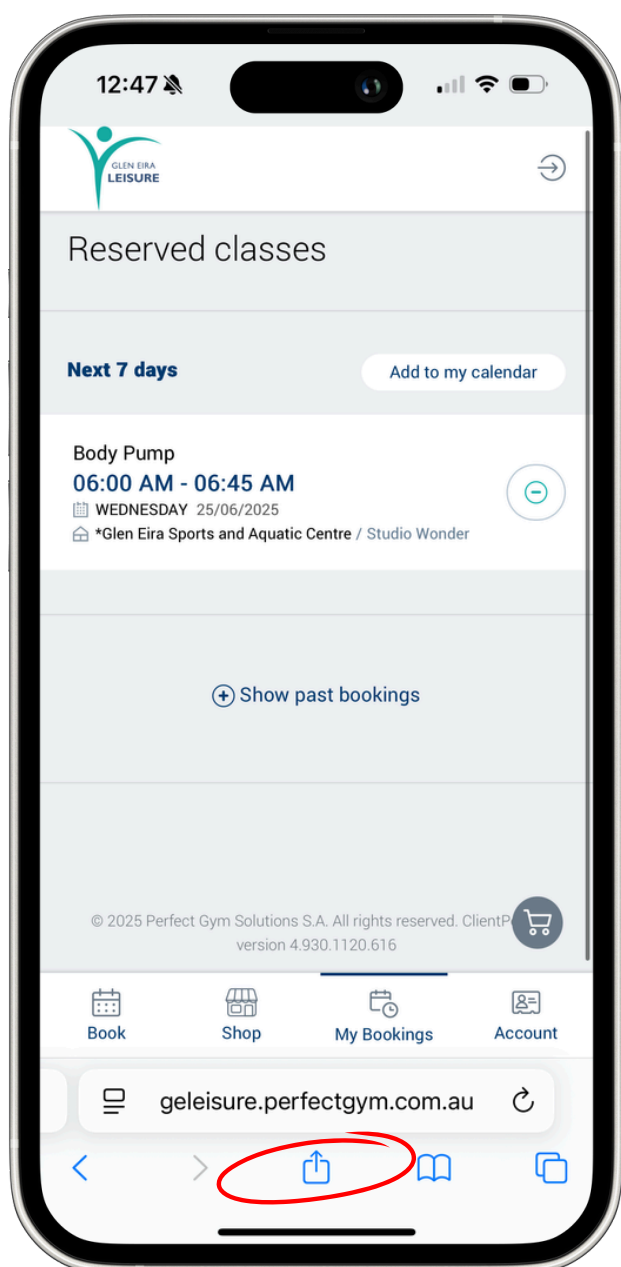 12:47
GLEN EIRA
LEISURE
Reserved classes
Next 7 days
Add to my calendar
Body Pump
06:00 AM - 06:45 AM
WEDNESDAY 25/06/2025
*Glen Eira Sports and Aquatic Centre / Studio Wonder
Show past bookings
© 2025 Perfect Gym Solutions S.A. All rights reserved. ClientP
version 4.930.1120.616
Book
Shop
My Bookings
Account
geleisure.perfectgym.com.au